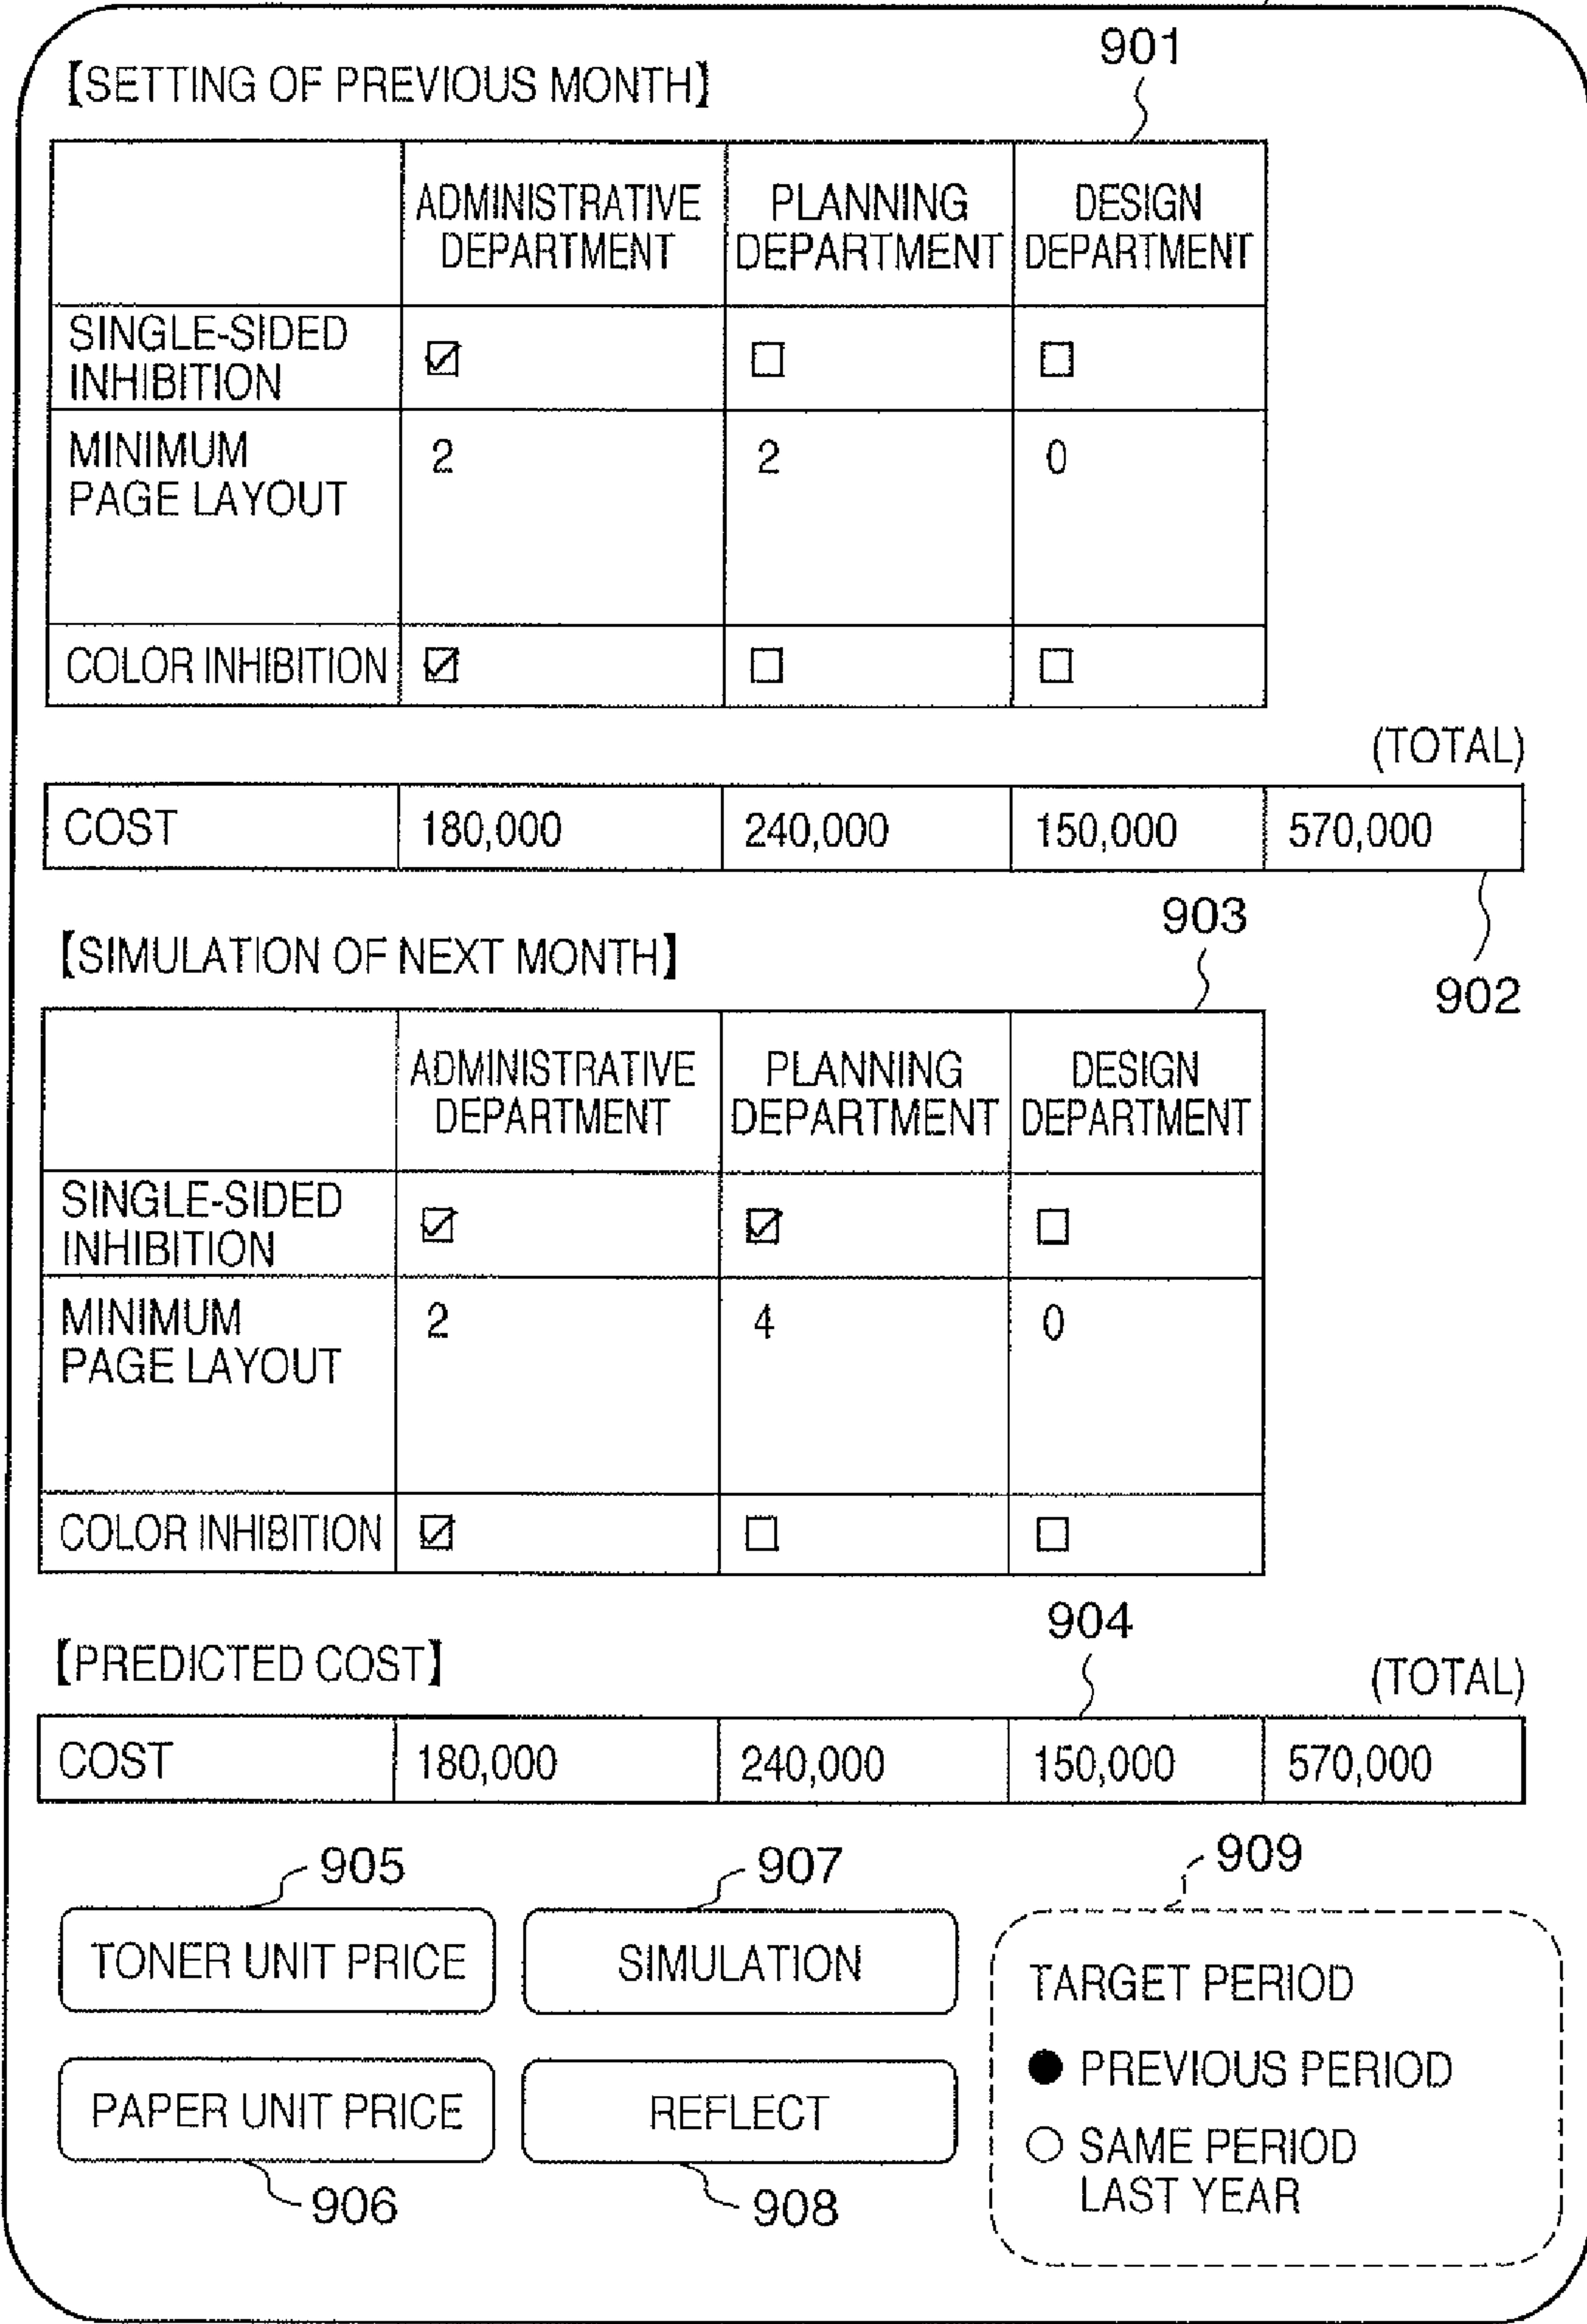 901
【SETTING OF PREVIOUS MONTH】
ADMINISTRATIVE DEPARTMENT
PLANNING DEPARTMENT
DESIGN DEPARTMENT
SINGLE-SIDED INHIBITION ☑ ☐ ☐
MINIMUM PAGE LAYOUT 2 2 0
COLOR INHIBITION ☑ ☐ ☐
(TOTAL)
COST 180,000 240,000 150,000 570,000
902
903
【SIMULATION OF NEXT MONTH】
ADMINISTRATIVE DEPARTMENT
PLANNING DEPARTMENT
DESIGN DEPARTMENT
SINGLE-SIDED INHIBITION ☑ ☑ ☐
MINIMUM PAGE LAYOUT 2 4 0
COLOR INHIBITION ☑ ☐ ☐
904
【PREDICTED COST】
(TOTAL)
COST 180,000 240,000 150,000 570,000
905
907
909
TONER UNIT PRICE
SIMULATION
PAPER UNIT PRICE
REFLECT
906
908
TARGET PERIOD
● PREVIOUS PERIOD
○ SAME PERIOD
LAST YEAR